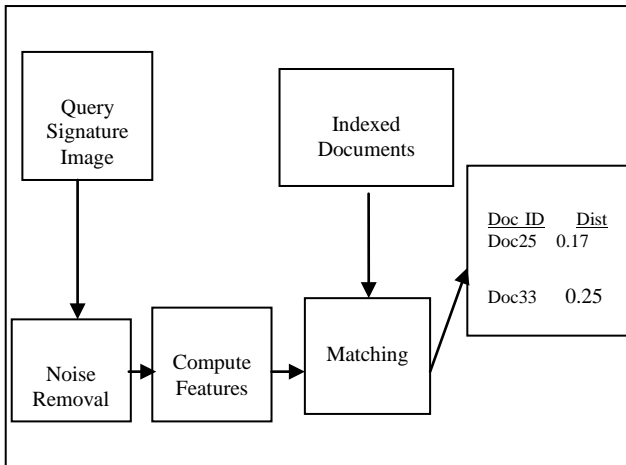 Query
Signature
Image
Indexed
Documents
Doc ID Dist
Doc25 0.17
Doc33 0.25
Noise
Removal
Compute
Features
Matching